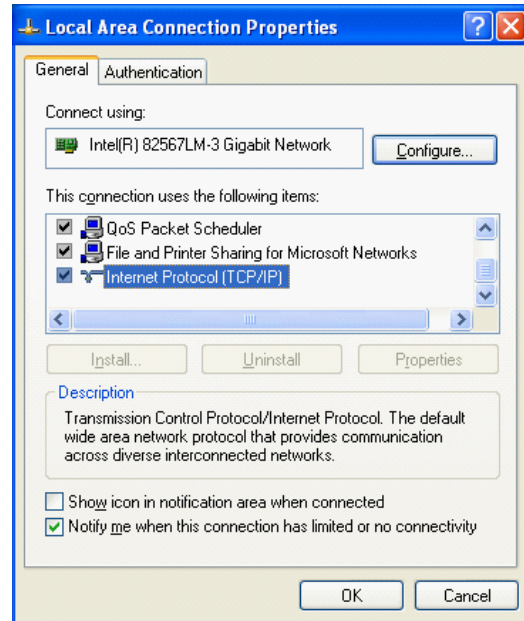 Local Area Connection Properties
General
Authentication
Connect using:
Intel(R) 82567LM-3 Gigabit Network
Configure...
This connection uses the following items:
QoS Packet Scheduler
File and Printer Sharing for Microsoft Networks
Internet Protocol (TCP/IP)
Install...
Uninstall
Properties
Description
Transmission Control Protocol/Internet Protocol. The default
wide area network protocol that provides communication
across diverse interconnected networks.
Show icon in notification area when connected
Notify me when this connection has limited or no connectivity
OK
Cancel